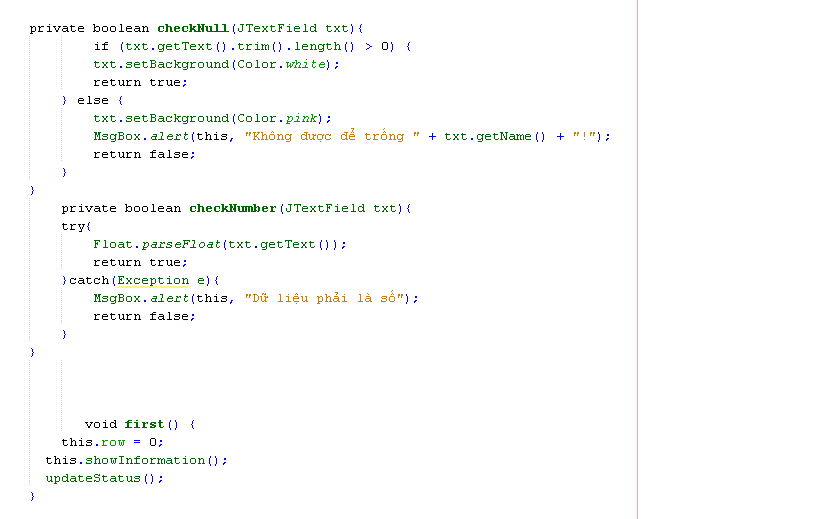 private boolean checkNull(JTextField txt){
if (txt.getText().trim().length() > 0) {
txt.setBackground(Color.white);
return true;
} else {
txt.setBackground(Color.pink);
MsgBox.alert(this, "Không được để trống " + txt.getName() + "!");
return false;
}
}
private boolean checkNumber(JTextField txt){
try{
Float.parseFloat(txt.getText());
return true;
}catch(Exception e){
MsgBox.alert(this, "Dữ liệu phải là số");
return false;
}
}
void first() {
this.row = 0;
this.showInformation();
updateStatus();
}